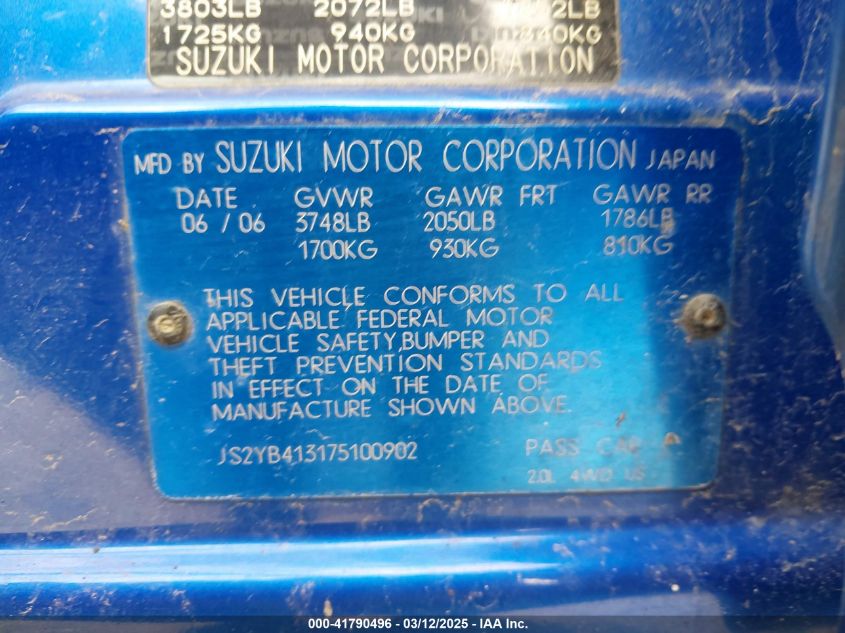 3803LB 2072LB 2LB
1725KG 940KG 840KG
SUZUKI MOTOR CORPORATION
MFD BY SUZUKI MOTOR CORPORATION JAPAN
DATE GVWR GAWR FRT GAWR RR
06 / 06 3748LB 2050LB 1786LB
1700KG 930KG 810KG
THIS VEHICLE CONFORMS TO ALL
APPLICABLE FEDERAL MOTOR
VEHICLE SAFETY,BUMPER AND
THEFT PREVENTION STANDARDS
IN EFFECT ON THE DATE OF
MANUFACTURE SHOWN ABOVE.
JS2YB413175100902 PASS CAR
2.0L 4WD US
000-41790496 - 03/12/2025 - IAA Inc.